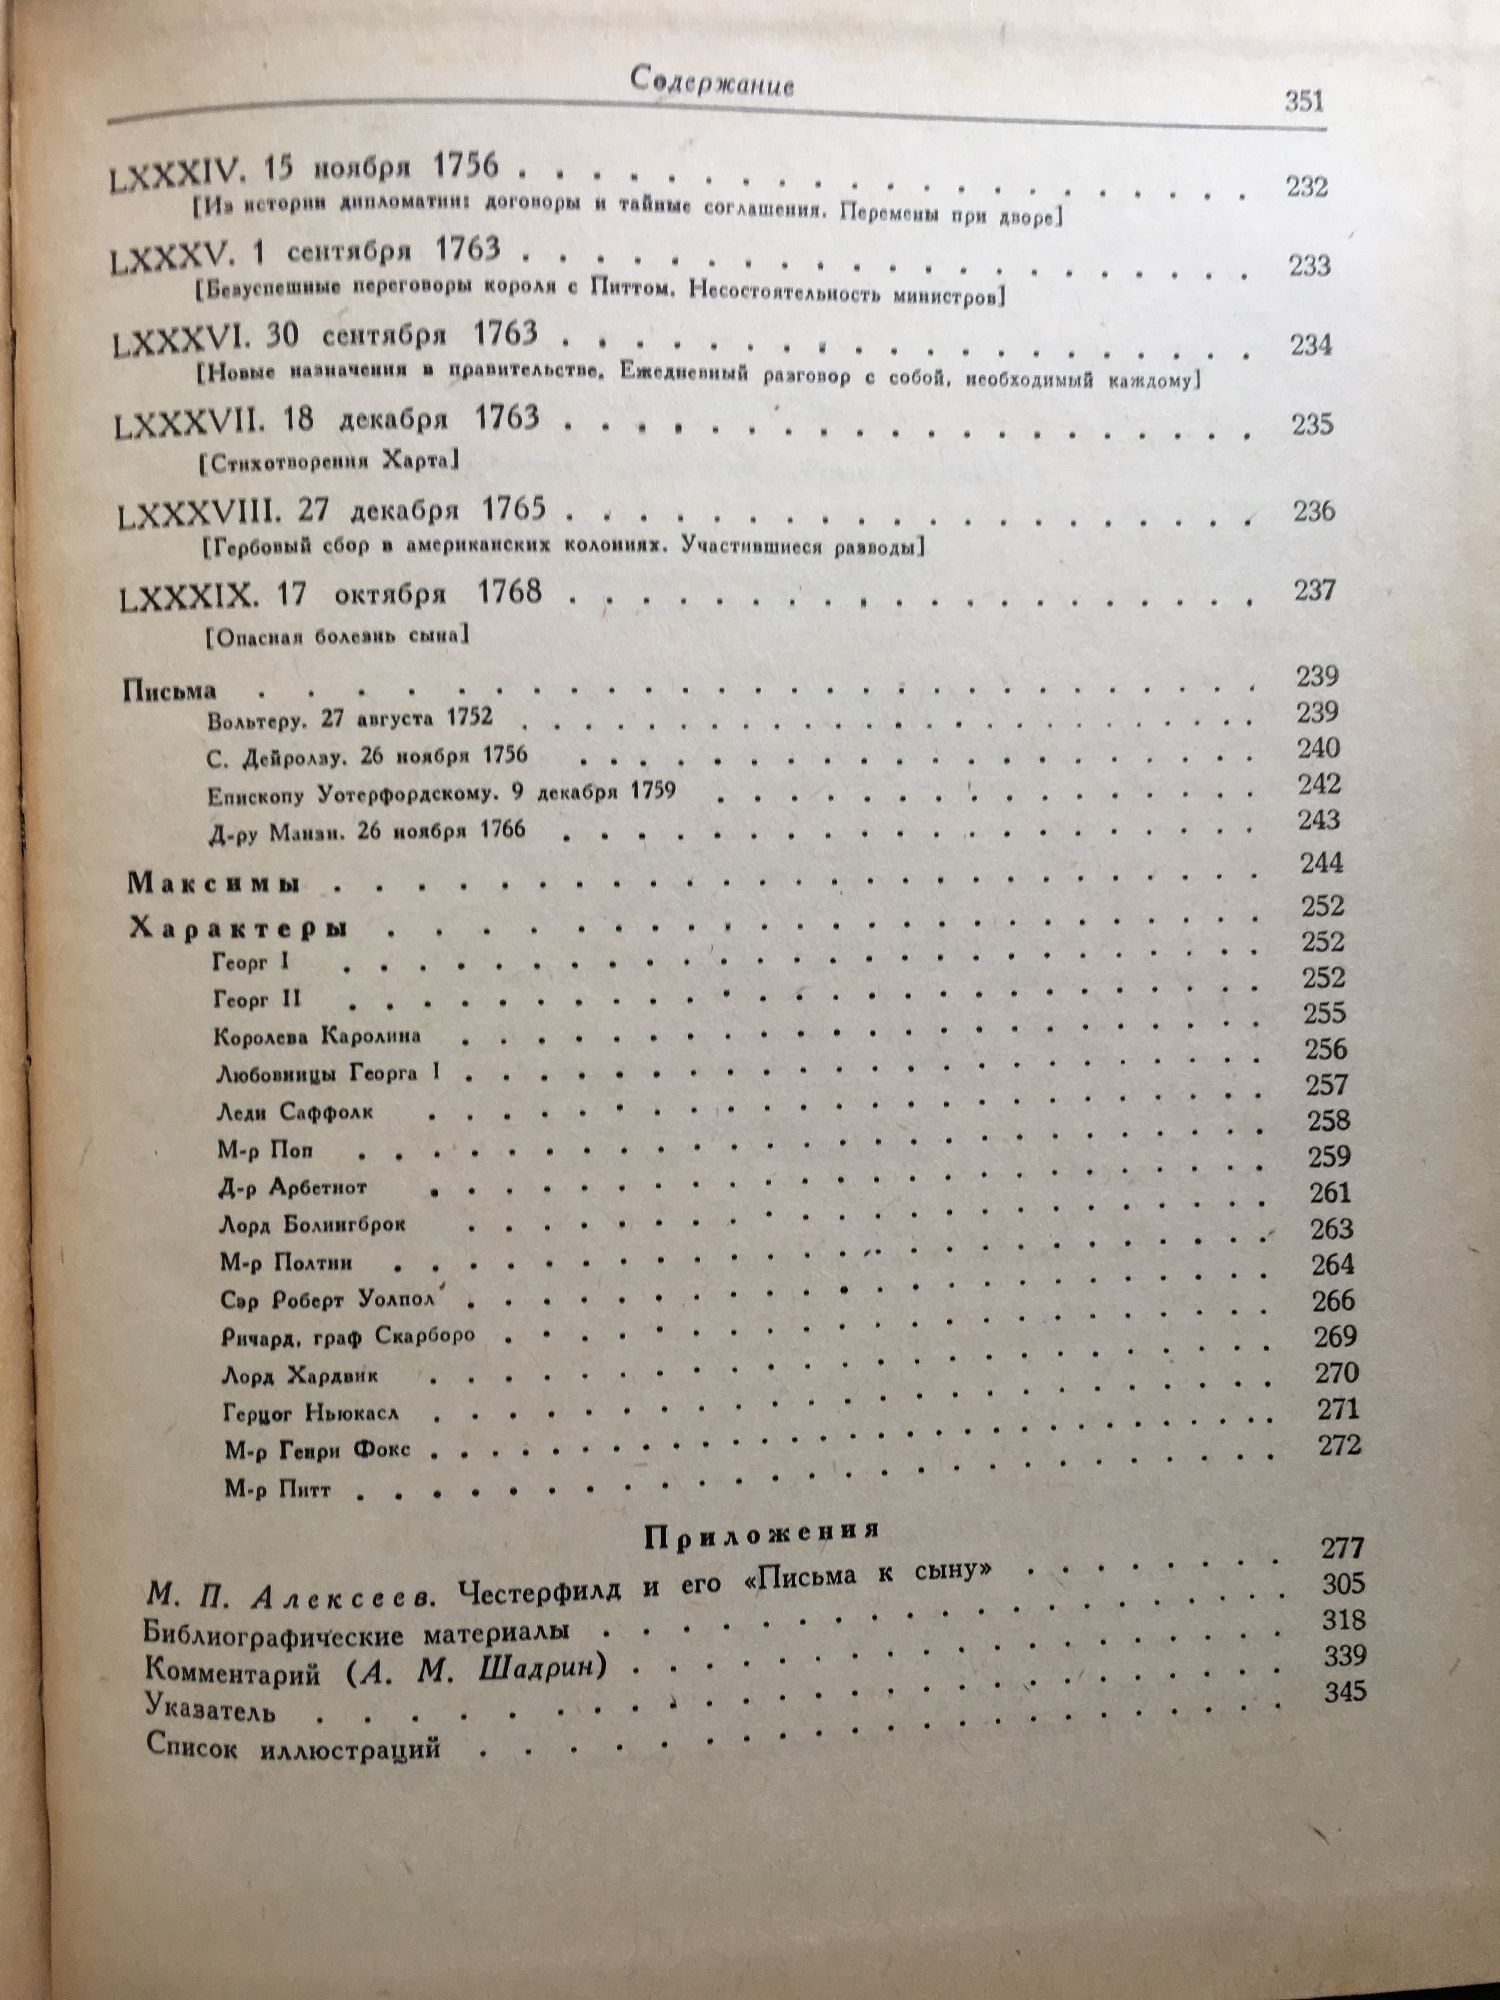 Содержание 351
LXXXIV. 15 ноября 1756 . . . . . . . . . . . . . . . . . . . . 232
[Из истории дипломатии: договоры и тайные соглашения. Перемены при дворе]
LXXXV. 1 сентября 1763 . . . . . . . . . . . . . . . . . . . . 233
[Безуспешные переговоры короля с Питтом. Несостоятельность министров]
LXXXVI. 30 сентября 1763 . . . . . . . . . . . . . . . . . . . 234
[Новые назначения в правительстве. Ежедневный разговор с собой, необходимый каждому]
LXXXVII. 18 декабря 1763 . . . . . . . . . . . . . . . . . . . 235
[Стихотворения Харта]
LXXXVIII. 27 декабря 1765 . . . . . . . . . . . . . . . . . . . 236
[Гербовый сбор в американских колониях. Участившиеся разводы]
LXXXIX. 17 октября 1768 . . . . . . . . . . . . . . . . . . . 237
[Опасная болезнь сына]
Письма . . . . . . . . . . . . . . . . . . . . . . . . . . 239
Вольтеру. 27 августа 1752 . . . . . . . . . . . . . . . . . . . . 239
С. Дейролзу. 26 ноября 1756 . . . . . . . . . . . . . . . . . . . 240
Епископу Уотерфордскому. 9 декабря 1759 . . . . . . . . . . . . . . . 242
Д-ру Манзи. 26 ноября 1766 . . . . . . . . . . . . . . . . . . . 243
Максимы . . . . . . . . . . . . . . . . . . . . . . . . 244
Характеры . . . . . . . . . . . . . . . . . . . . . . . 252
Георг I . . . . . . . . . . . . . . . . . . . . . . . . . 252
Георг II . . . . . . . . . . . . . . . . . . . . . . . . . 252
Королева Каролина . . . . . . . . . . . . . . . . . . . . . . 255
Любовницы Георга I . . . . . . . . . . . . . . . . . . . . . . 256
Леди Саффолк . . . . . . . . . . . . . . . . . . . . . . . 257
М-р Поп . . . . . . . . . . . . . . . . . . . . . . . . . 258
Д-р Арбетнот . . . . . . . . . . . . . . . . . . . . . . . 259
Лорд Болингброк . . . . . . . . . . . . . . . . . . . . . . 261
М-р Полтни . . . . . . . . . . . . . . . . . . . . . . . . 263
Сэр Роберт Уолпол . . . . . . . . . . . . . . . . . . . . . . 264
Ричард, граф Скарборо . . . . . . . . . . . . . . . . . . . . . 266
Лорд Хардвик . . . . . . . . . . . . . . . . . . . . . . . 269
Герцог Ньюкасл . . . . . . . . . . . . . . . . . . . . . . . 270
М-р Генри Фокс . . . . . . . . . . . . . . . . . . . . . . . 271
М-р Питт . . . . . . . . . . . . . . . . . . . . . . . . . 272
Приложения
М. П. Алексеев. Честерфилд и его «Письма к сыну» . . . . . . . 277
Библиографические материалы . . . . . . . . . . . . . . . . . . 305
Комментарий (А. М. Шадрин) . . . . . . . . . . . . . . . . . 318
Указатель . . . . . . . . . . . . . . . . . . . . . . . 339
Список иллюстраций . . . . . . . . . . . . . . . . . . . . 345